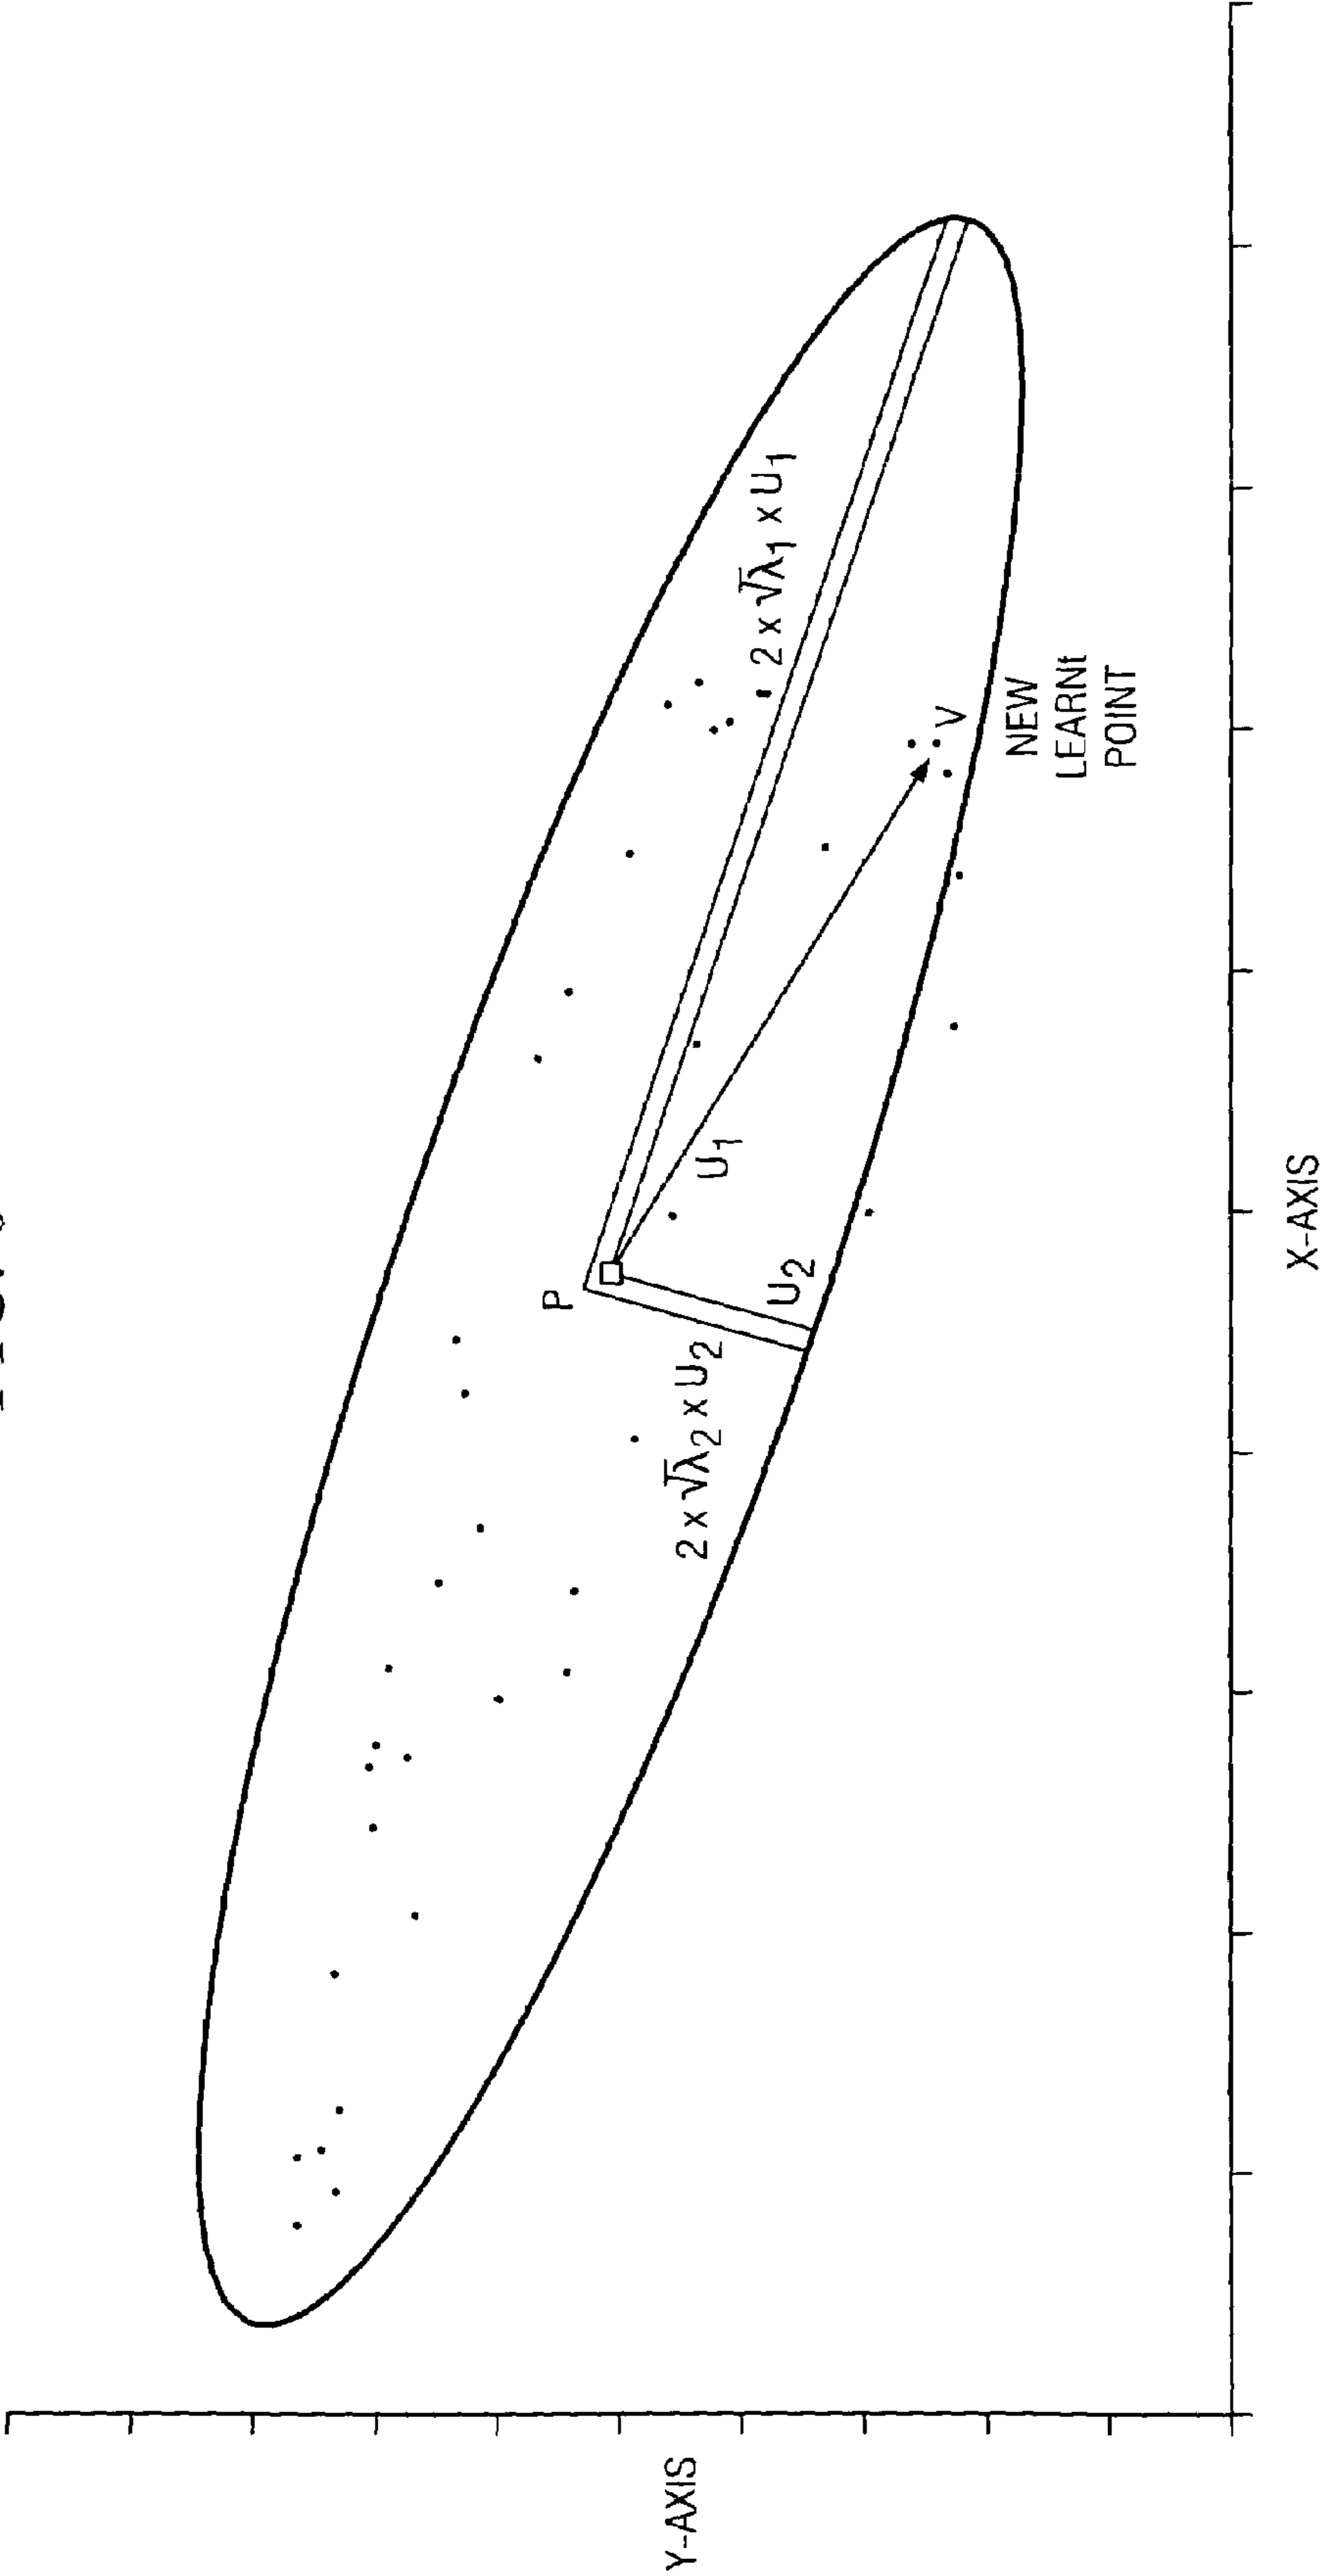 Y-AXIS
P
2 x √λ2 x U2
U2
U1
2 x √λ1 x U1
V
NEW
LEARNt
POINT
X-AXIS